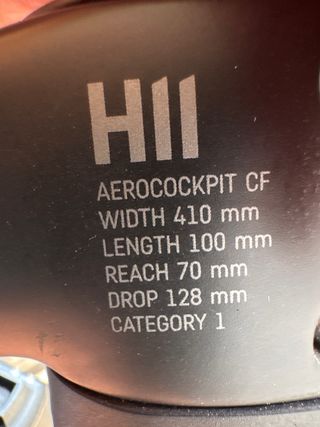 H11
AEROCOCKPIT CF
WIDTH 410 mm
LENGTH 100 mm
REACH 70 mm
DROP 128 mm
CATEGORY 1